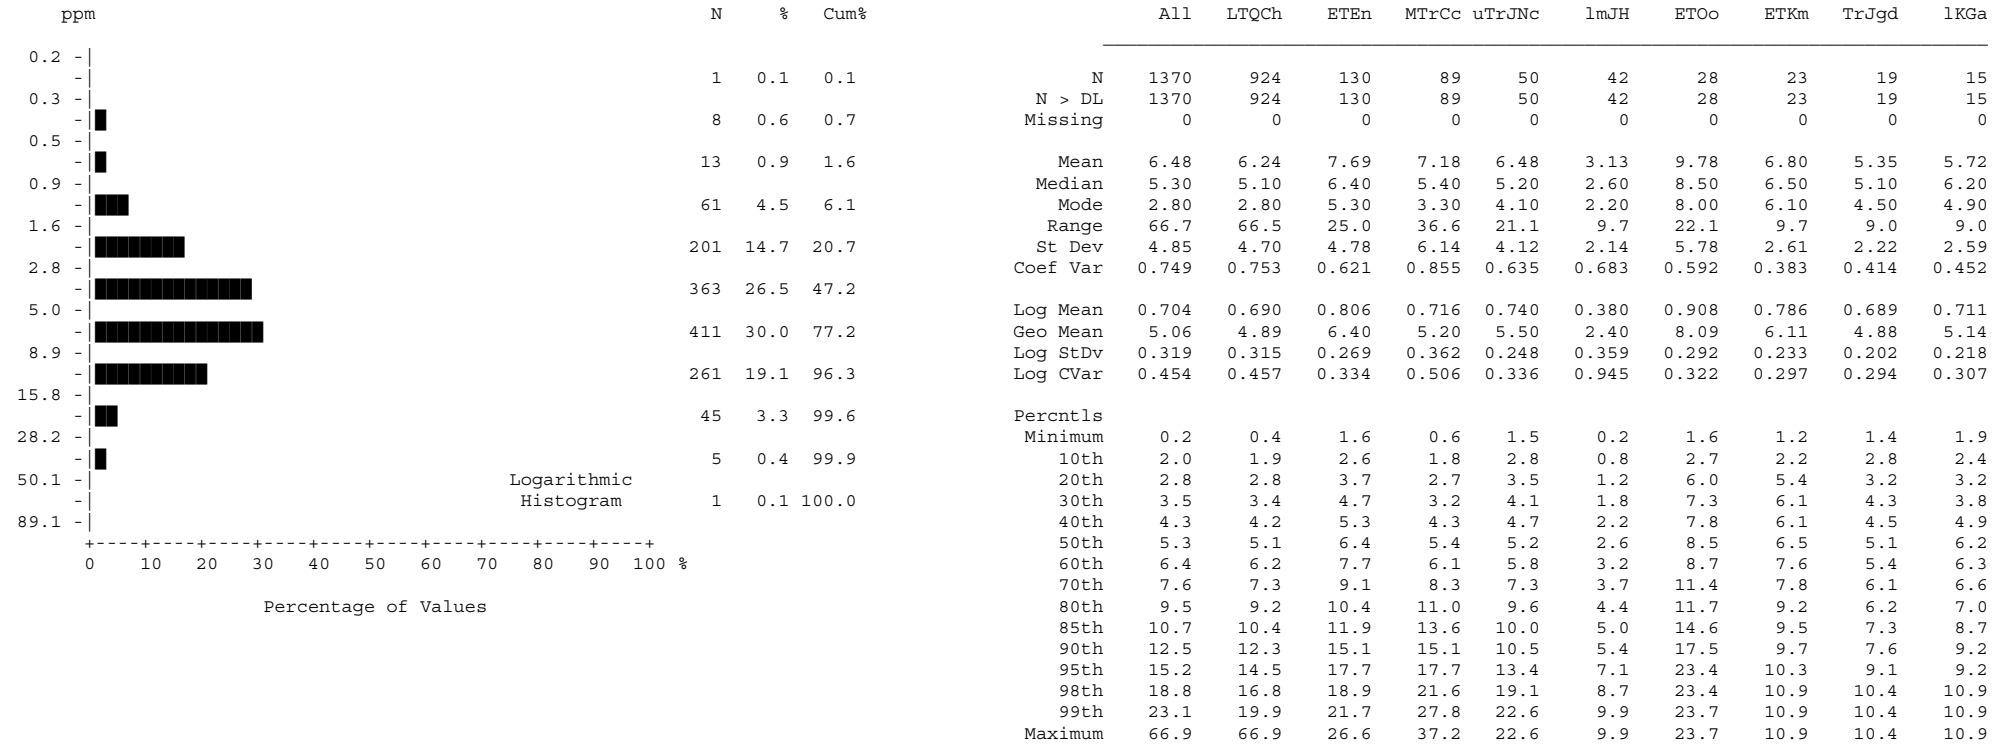 ppm N % Cum% All LTQCh ETEn MTrCc uTrJNc lmJH ETOo ETKm TrJgd lKGa
0.2 -|
-| 1 0.1 0.1 N 1370 924 130 89 50 42 28 23 19 15
0.3 -| N > DL 1370 924 130 89 50 42 28 23 19 15
-| 8 0.6 0.7 Missing 0 0 0 0 0 0 0 0 0 0
0.5 -|
-| 13 0.9 1.6 Mean 6.48 6.24 7.69 7.18 6.48 3.13 9.78 6.80 5.35 5.72
0.9 -| Median 5.30 5.10 6.40 5.40 5.20 2.60 8.50 6.50 5.10 6.20
-| 61 4.5 6.1 Mode 2.80 2.80 5.30 3.30 4.10 2.20 8.00 6.10 4.50 4.90
1.6 -| Range 66.7 66.5 25.0 36.6 21.1 9.7 22.1 9.7 9.0 9.0
-| 201 14.7 20.7 St Dev 4.85 4.70 4.78 6.14 4.12 2.14 5.78 2.61 2.22 2.59
2.8 -| Coef Var 0.749 0.753 0.621 0.855 0.635 0.683 0.592 0.383 0.414 0.452
-| 363 26.5 47.2
5.0 -| Log Mean 0.704 0.690 0.806 0.716 0.740 0.380 0.908 0.786 0.689 0.711
-| 411 30.0 77.2 Geo Mean 5.06 4.89 6.40 5.20 5.50 2.40 8.09 6.11 4.88 5.14
8.9 -| Log StDv 0.319 0.315 0.269 0.362 0.248 0.359 0.292 0.233 0.202 0.218
-| 261 19.1 96.3 Log CVar 0.454 0.457 0.334 0.506 0.336 0.945 0.322 0.297 0.294 0.307
15.8 -|
-| 45 3.3 99.6 Percntls
28.2 -| Minimum 0.2 0.4 1.6 0.6 1.5 0.2 1.6 1.2 1.4 1.9
-| 5 0.4 99.9 10th 2.0 1.9 2.6 1.8 2.8 0.8 2.7 2.2 2.8 2.4
50.1 -| Logarithmic 20th 2.8 2.8 3.7 2.7 3.5 1.2 6.0 5.4 3.2 3.2
-| Histogram 1 0.1 100.0 30th 3.5 3.4 4.7 3.2 4.1 1.8 7.3 6.1 4.3 3.8
89.1 -| 40th 4.3 4.2 5.3 4.3 4.7 2.2 7.8 6.1 4.5 4.9
+----+----+----+----+----+----+----+----+----+----+ 50th 5.3 5.1 6.4 5.4 5.2 2.6 8.5 6.5 5.1 6.2
0 10 20 30 40 50 60 70 80 90 100 % 60th 6.4 6.2 7.7 6.1 5.8 3.2 8.7 7.6 5.4 6.3
70th 7.6 7.3 9.1 8.3 7.3 3.7 11.4 7.8 6.1 6.6
Percentage of Values 80th 9.5 9.2 10.4 11.0 9.6 4.4 11.7 9.2 6.2 7.0
85th 10.7 10.4 11.9 13.6 10.0 5.0 14.6 9.5 7.3 8.7
90th 12.5 12.3 15.1 15.1 10.5 5.4 17.5 9.7 7.6 9.2
95th 15.2 14.5 17.7 17.7 13.4 7.1 23.4 10.3 9.1 9.2
98th 18.8 16.8 18.9 21.6 19.1 8.7 23.4 10.9 10.4 10.9
99th 23.1 19.9 21.7 27.8 22.6 9.9 23.7 10.9 10.4 10.9
Maximum 66.9 66.9 26.6 37.2 22.6 9.9 23.7 10.9 10.4 10.9